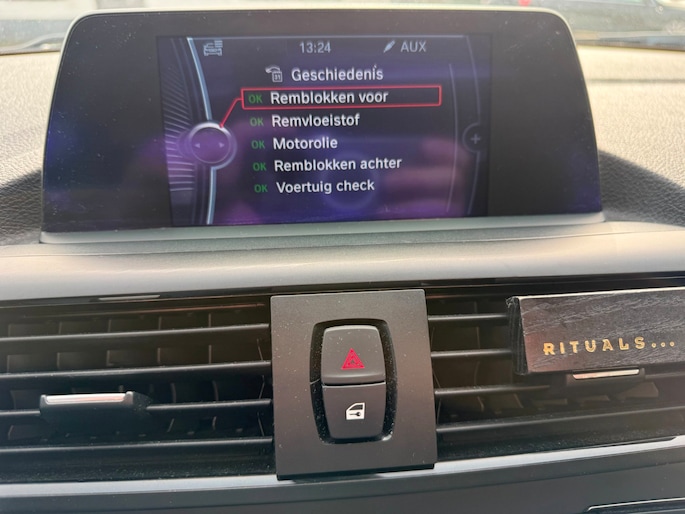 13:24 AUX
Geschiedenis
OK Remblokken voor
OK Remvloeistof
OK Motorolie
OK Remblokken achter
OK Voertuig check
RITUALS...